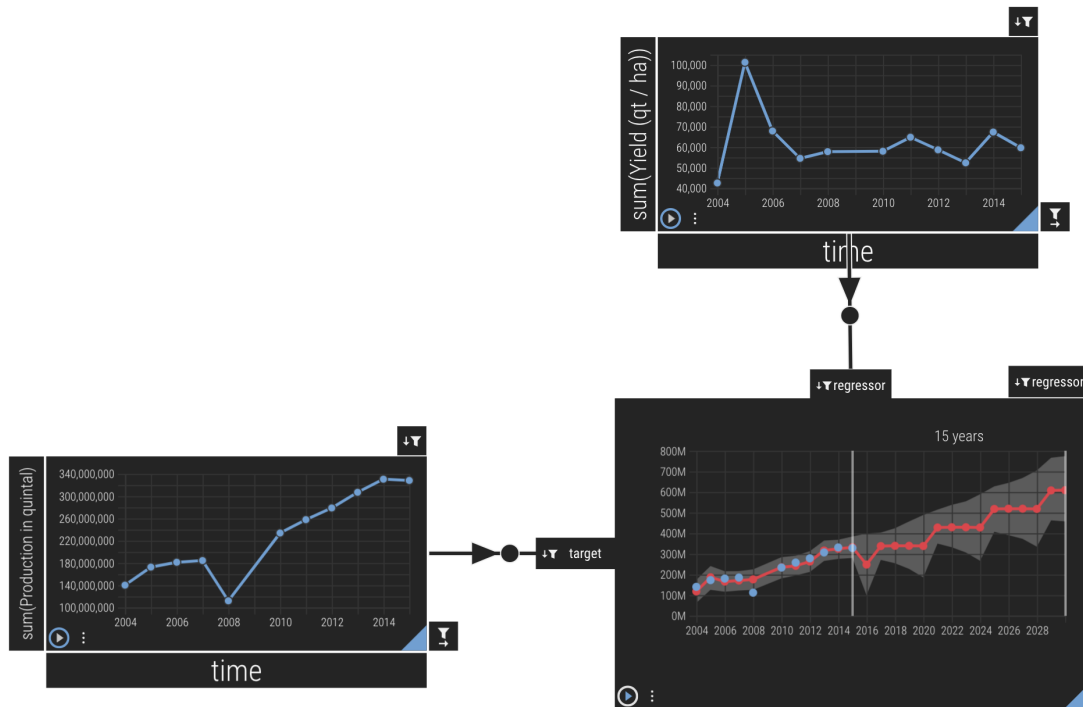 sum(Yield (qt / ha))
100,000
90,000
80,000
70,000
60,000
50,000
40,000
2004 2006 2008 2010 2012 2014
time
regressor
regressor
15 years
800M
700M
600M
500M
400M
300M
200M
100M
0M
2004 2006 2008 2010 2012 2014 2016 2018 2020 2022 2024 2026 2028
target
sum(Production in quintal)
340,000,000
300,000,000
260,000,000
220,000,000
180,000,000
140,000,000
100,000,000
2004 2006 2008 2010 2012 2014
time